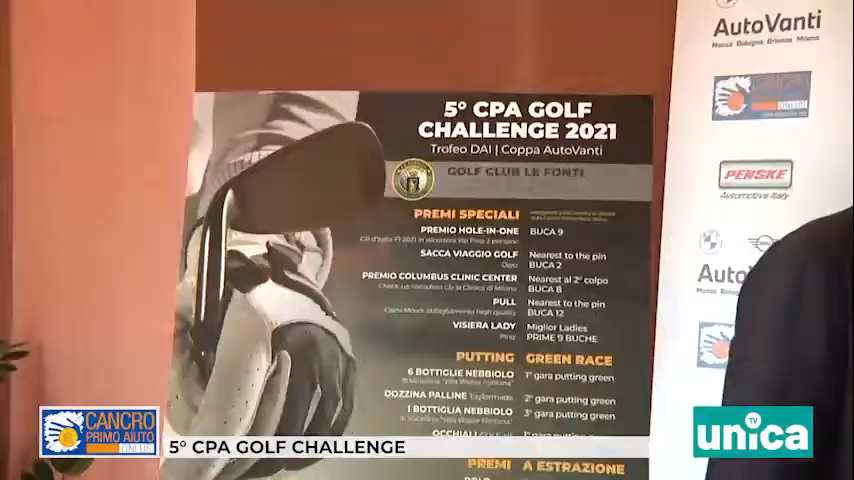 AutoVanti
Monza Bologna Brianza Milano
CANCRO
5° CPA GOLF
CHALLENGE 2021
Trofeo DAI | Coppa AutoVanti
GOLF CLUB LE FONTI
PENSKE
Automotive Italy
PREMI SPECIALI
PREMIO HOLE-IN-ONE BUCA 9
SACCA VIAGGIO GOLF Nearest to the pin
BUCA 2
PREMIO COLUMBUS CLINIC CENTER Nearest al 2° colpo
BUCA 8
PULL Nearest to the pin
BUCA 12
VISIERA LADY Miglior Ladies
Ping PRIME 9 BUCHE
PUTTING GREEN RACE
6 BOTTIGLIE NEBBIOLO 1° gara putting green
DOZZINA PALLINE Taylormade 2° gara putting green
1 BOTTIGLIA NEBBIOLO 3° gara putting green
OCCHIALI
PREMI A ESTRAZIONE
CANCRO
PRIMO AIUTO
ONLUS
5° CPA GOLF CHALLENGE
unica
TV